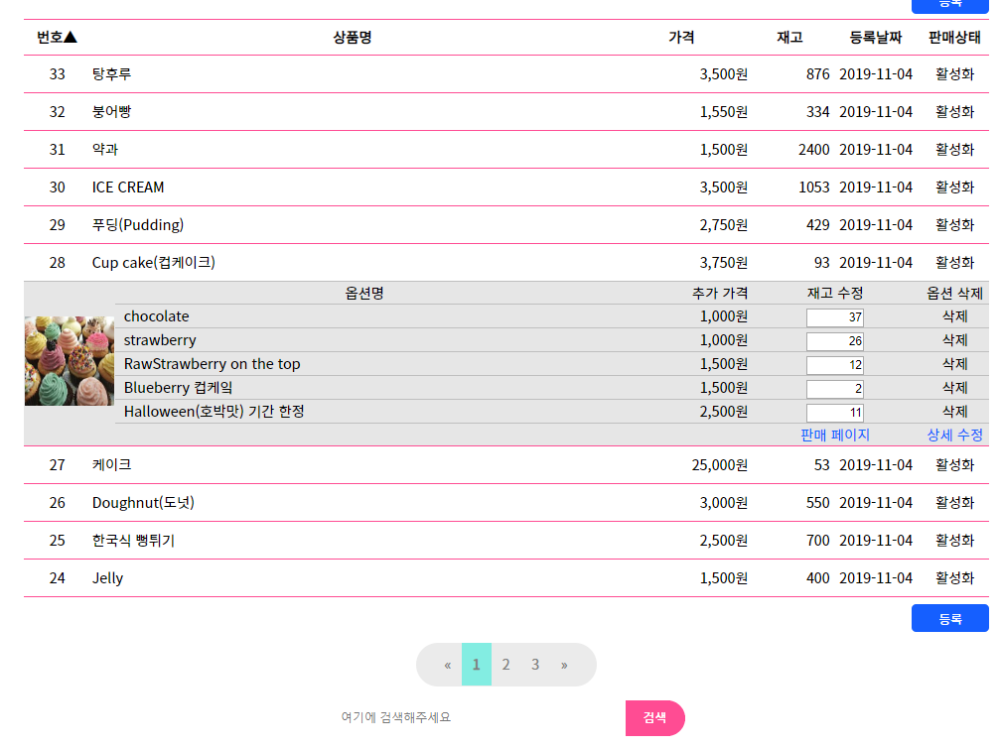 등록
번호▲ 상품명 가격 재고 등록날짜 판매상태
33 탕후루 3,500원 876 2019-11-04 활성화
32 붕어빵 1,550원 334 2019-11-04 활성화
31 약과 1,500원 2400 2019-11-04 활성화
30 ICE CREAM 3,500원 1053 2019-11-04 활성화
29 푸딩(Pudding) 2,750원 429 2019-11-04 활성화
28 Cup cake(컵케이크) 3,750원 93 2019-11-04 활성화
옵션명 추가 가격 재고 수정 옵션 삭제
chocolate 1,000원 37 삭제
strawberry 1,000원 26 삭제
RawStrawberry on the top 1,500원 12 삭제
Blueberry 컵케잌 1,500원 2 삭제
Halloween(호박맛) 기간 한정 2,500원 11 삭제
판매 페이지 상세 수정
27 케이크 25,000원 53 2019-11-04 활성화
26 Doughnut(도넛) 3,000원 550 2019-11-04 활성화
25 한국식 뻥튀기 2,500원 700 2019-11-04 활성화
24 Jelly 1,500원 400 2019-11-04 활성화
등록
« 1 2 3 »
여기에 검색해주세요 검색